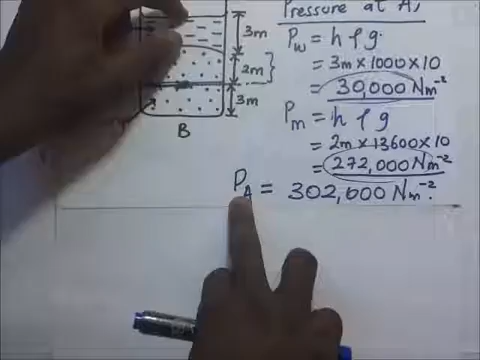 Pressure at A,
3m
2m
3m
B
Pw = hρg
= 3m×1000×10
= 30,000 Nm⁻²
Pm = hρg
= 2m×13600×10
= 272,000 Nm⁻²
PA = 302,000 Nm⁻².